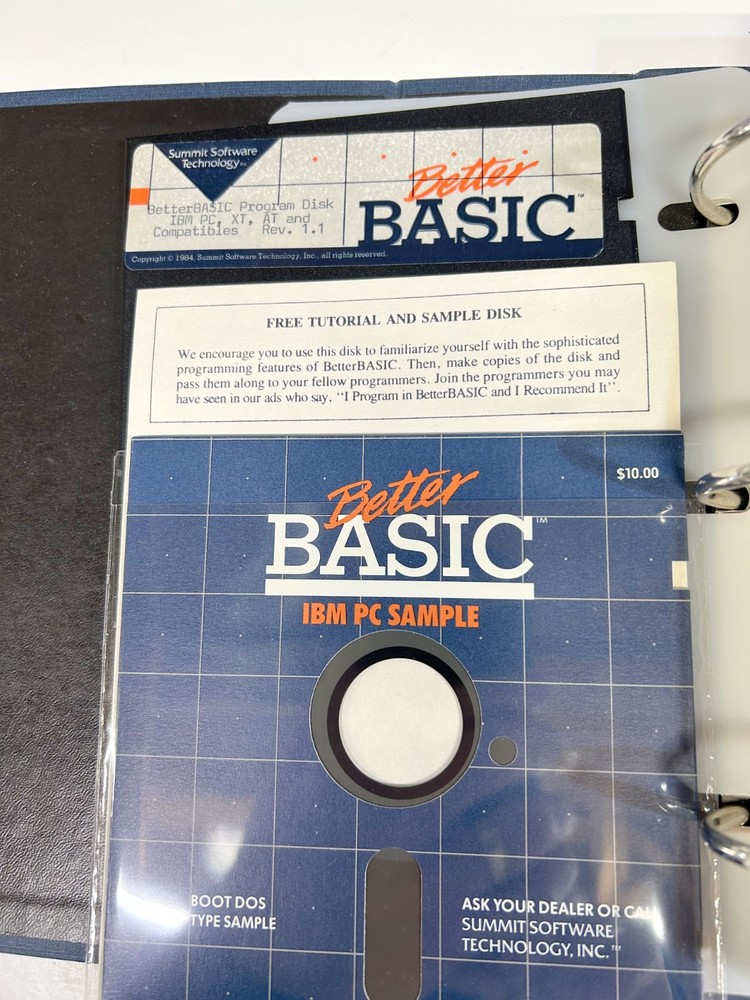 Summit Software
Technology™
BetterBASIC Program Disk
IBM PC, XT, AT and
Compatibles Rev. 1.1
Better
BASIC™
Copyright © 1984, Summit Software Technology, Inc., all rights reserved.
FREE TUTORIAL AND SAMPLE DISK
We encourage you to use this disk to familiarize yourself with the sophisticated
programming features of BetterBASIC. Then, make copies of the disk and
pass them along to your fellow programmers. Join the programmers you may
have seen in our ads who say, “I Program in BetterBASIC and I Recommend It”.
$10.00
Better
BASIC™
IBM PC SAMPLE
BOOT DOS
TYPE SAMPLE
ASK YOUR DEALER OR CALL
SUMMIT SOFTWARE
TECHNOLOGY, INC.™